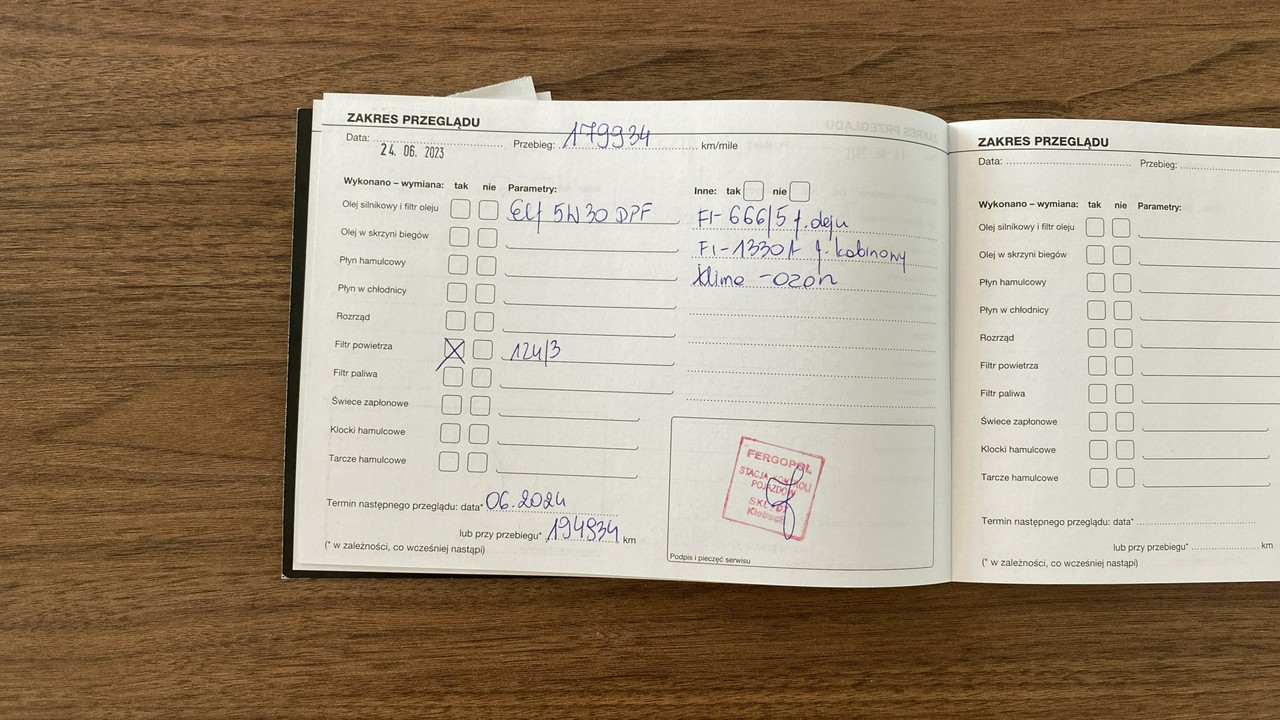 ZAKRES PRZEGLĄDU
Data: 24. 06. 2023 Przebieg: 179934 km/mile
Wykonano – wymiana: tak nie Parametry:
Olej silnikowy i filtr oleju Elf 5W30 DPF
Olej w skrzyni biegów
Płyn hamulcowy
Płyn w chłodnicy
Rozrząd
Filtr powietrza 124/3
Filtr paliwa
Świece zapłonowe
Klocki hamulcowe
Tarcze hamulcowe
Termin następnego przeglądu: data* 06.2024
lub przy przebiegu* 194934 km
(* w zależności, co wcześniej nastąpi)
Inne: tak nie
FI-666/5 f. oleju
FI-1330A f. kabinowy
Klima - ozon
FERGOPOL
STACJA KONTROLI
POJAZDÓW
Podpis i pieczęć serwisu
ZAKRES PRZEGLĄDU
Data: Przebieg:
Wykonano – wymiana: tak nie Parametry:
Olej silnikowy i filtr oleju
Olej w skrzyni biegów
Płyn hamulcowy
Płyn w chłodnicy
Rozrząd
Filtr powietrza
Filtr paliwa
Świece zapłonowe
Klocki hamulcowe
Tarcze hamulcowe
Termin następnego przeglądu: data*
lub przy przebiegu* km
(* w zależności, co wcześniej nastąpi)